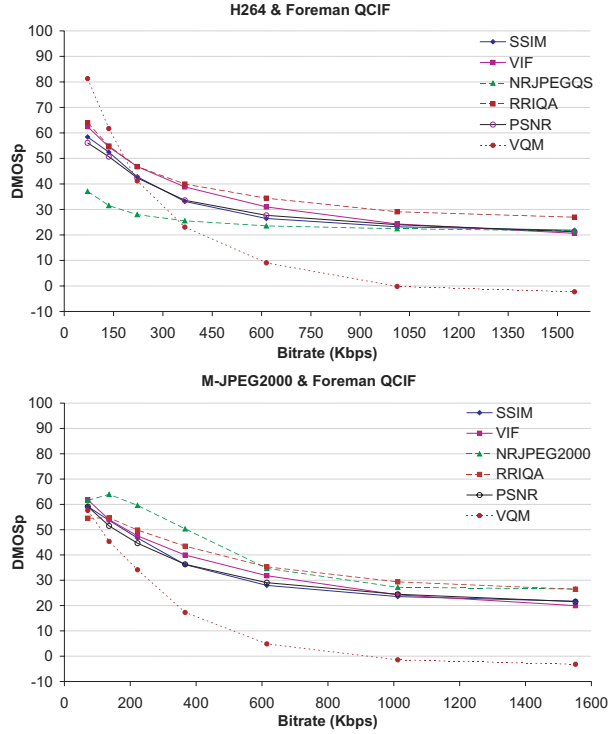 H264 & Foreman QCIF
100
90
80
70
60
50
40
30
20
10
0
-10
DMOSp
SSIM
VIF
NRJPEGQS
RRIQA
PSNR
VQM
0 150 300 450 600 750 900 1050 1200 1350 1500
Bitrate (Kbps)
M-JPEG2000 & Foreman QCIF
100
90
80
70
60
50
40
30
20
10
0
-10
DMOSp
SSIM
VIF
NRJPEG2000
RRIQA
PSNR
VQM
0 200 400 600 800 1000 1200 1400 1600
Bitrate (Kbps)